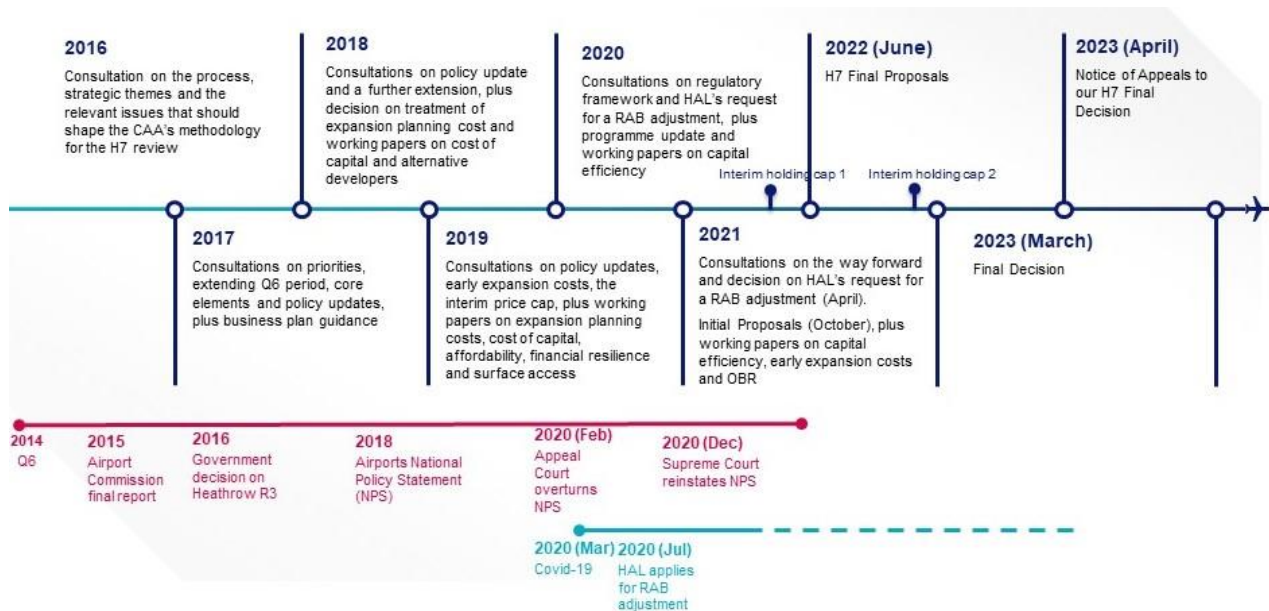 2016
Consultation on the process,
strategic themes and the
relevant issues that should
shape the CAA's methodology
for the H7 review
2018
Consultations on policy update
and a further extension, plus
decision on treatment of
expansion planning cost and
working papers on cost of
capital and alternative
developers
2020
Consultations on regulatory
framework and HAL's request
for a RAB adjustment, plus
programme update and
working papers on capital
efficiency
2022 (June)
H7 Final Proposals
2023 (April)
Notice of Appeals to
our H7 Final
Decision
Interim holding cap 1
Interim holding cap 2
2017
Consultations on priorities,
extending Q6 period, core
elements and policy updates,
plus business plan guidance
2019
Consultations on policy updates,
early expansion costs, the
interim price cap, plus working
papers on expansion planning
costs, cost of capital,
affordability, financial resilience
and surface access
2021
Consultations on the way forward
and decision on HAL's request for
a RAB adjustment (April).
Initial Proposals (October), plus
working papers on capital
efficiency, early expansion costs
and OBR
2023 (March)
Final Decision
2014
Q6
2015
Airport
Commission
final report
2016
Government
decision on
Heathrow R3
2018
Airports National
Policy Statement
(NPS)
2020 (Feb)
Appeal
Court
overturns
NPS
2020 (Dec)
Supreme Court
reinstates NPS
2020 (Mar)
Covid-19
2020 (Jul)
HAL applies
for RAB
adjustment